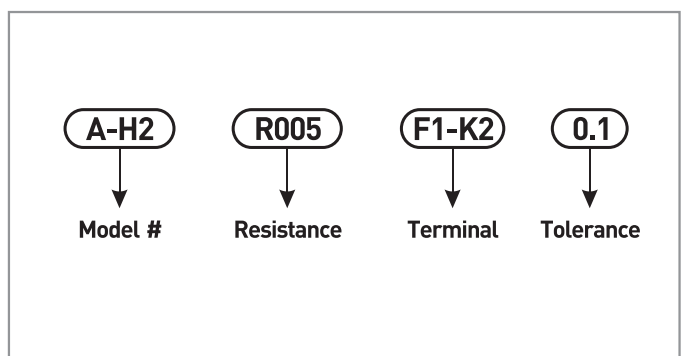 A-H2 R005 F1-K2 0.1
Model # Resistance Terminal Tolerance